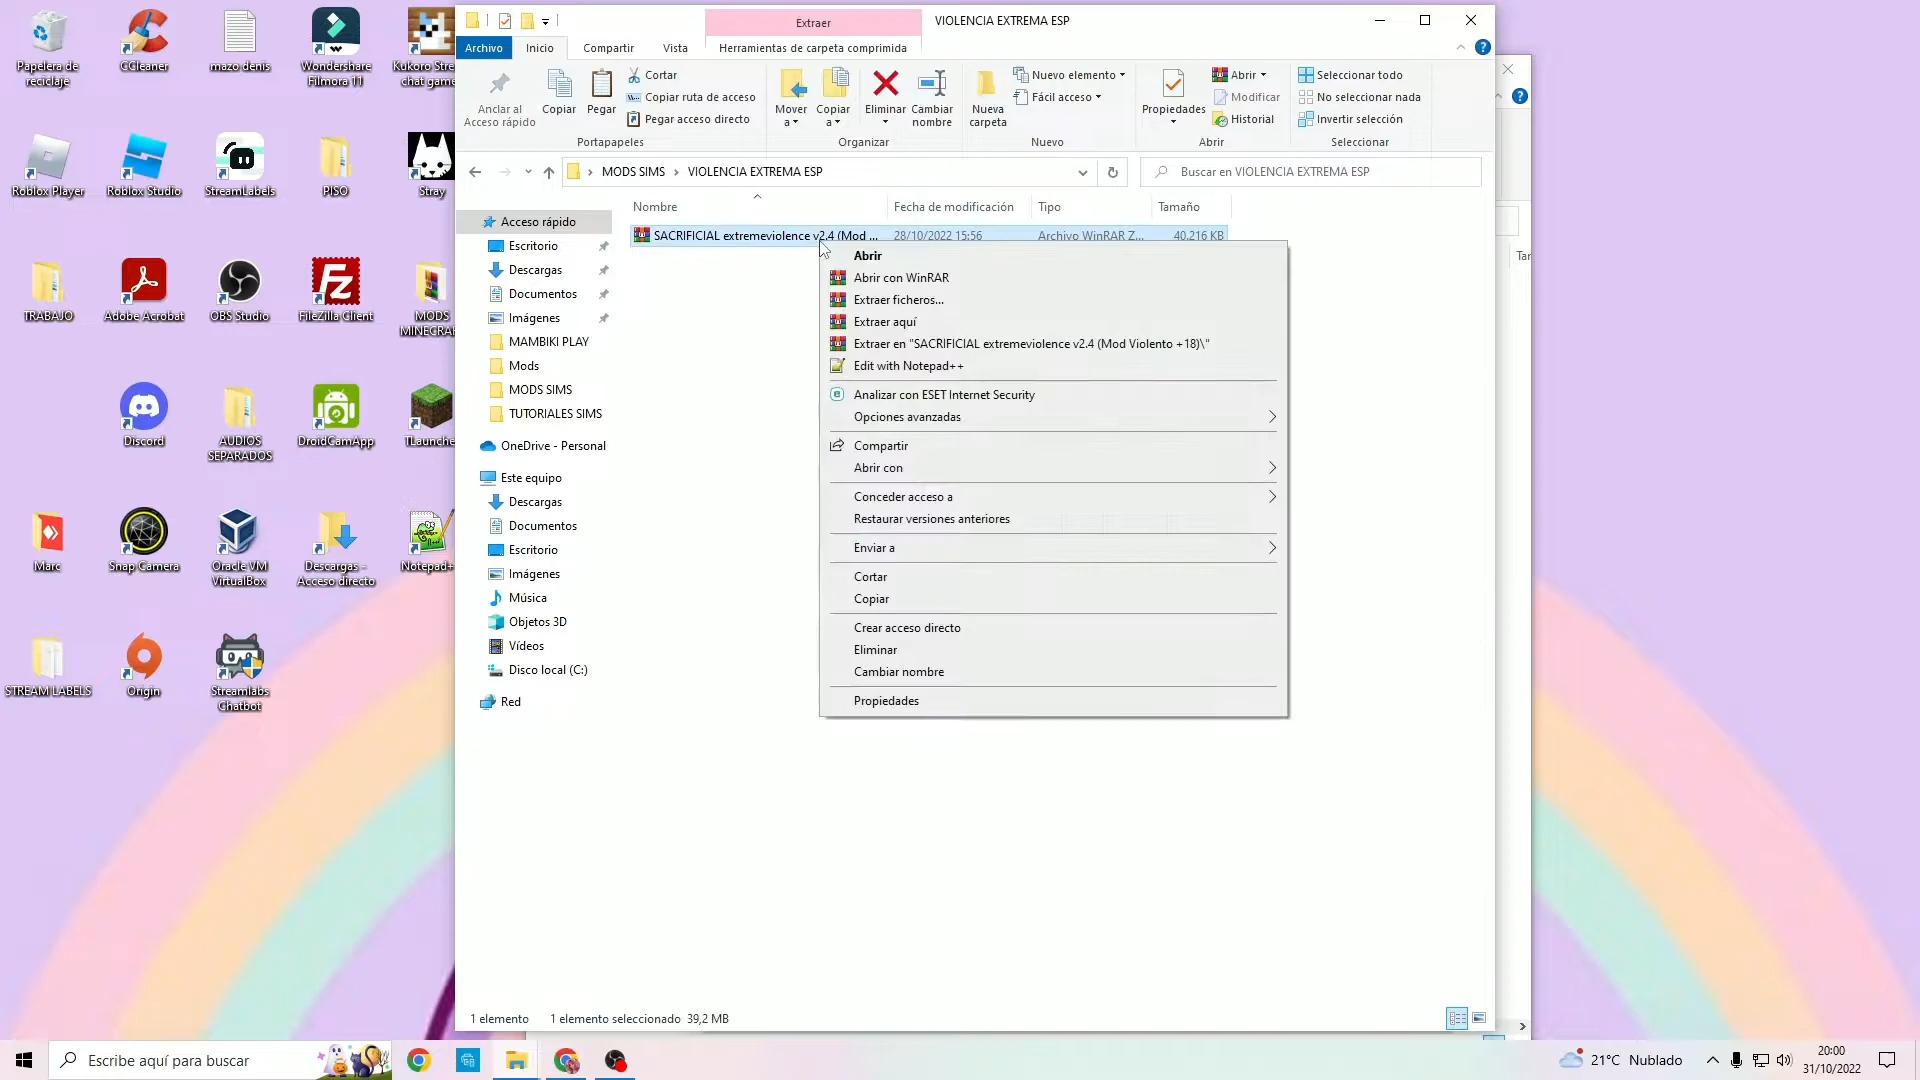 Papelera de
reciclaje
CCleaner
mazo denis
Wondershare
Filmora 11
Kukoro Stre
chat game
Roblox Player
Roblox Studio
StreamLabels
PISO
Stray
TRABAJO
Adobe Acrobat
OBS Studio
FileZilla Client
MODS
MINECRAF
Discord
AUDIOS
SEPARADOS
DroidCamApp
TLaunche
Marc
Snap Camera
Oracle VM
VirtualBox
Descargas -
Acceso directo
Notepad+
STREAM LABELS
Origin
Streamlabs
Chatbot
Extraer
VIOLENCIA EXTREMA ESP
Archivo
Inicio
Compartir
Vista
Herramientas de carpeta comprimida
Anclar al
Acceso rápido
Copiar
Pegar
Cortar
Copiar ruta de acceso
Pegar acceso directo
Portapapeles
Mover
a
Copiar
a
Eliminar
Cambiar
nombre
Organizar
Nueva
carpeta
Nuevo elemento
Fácil acceso
Nuevo
Propiedades
Abrir
Modificar
Historial
Abrir
Seleccionar todo
No seleccionar nada
Invertir selección
Seleccionar
MODS SIMS
VIOLENCIA EXTREMA ESP
Buscar en VIOLENCIA EXTREMA ESP
Nombre
Fecha de modificación
Tipo
Tamaño
Tar
SACRIFICIAL extremeviolence v2.4 (Mod ...
28/10/2022 15:56
Archivo WinRAR Z...
40.216 KB
Acceso rápido
Escritorio
Descargas
Documentos
Imágenes
MAMBIKI PLAY
Mods
MODS SIMS
TUTORIALES SIMS
OneDrive - Personal
Este equipo
Descargas
Documentos
Escritorio
Imágenes
Música
Objetos 3D
Vídeos
Disco local (C:)
Red
Abrir
Abrir con WinRAR
Extraer ficheros...
Extraer aquí
Extraer en "SACRIFICIAL extremeviolence v2.4 (Mod Violento +18)\"
Edit with Notepad++
Analizar con ESET Internet Security
Opciones avanzadas
Compartir
Abrir con
Conceder acceso a
Restaurar versiones anteriores
Enviar a
Cortar
Copiar
Crear acceso directo
Eliminar
Cambiar nombre
Propiedades
1 elemento
1 elemento seleccionado 39,2 MB
Escribe aquí para buscar
21°C Nublado
20:00
31/10/2022